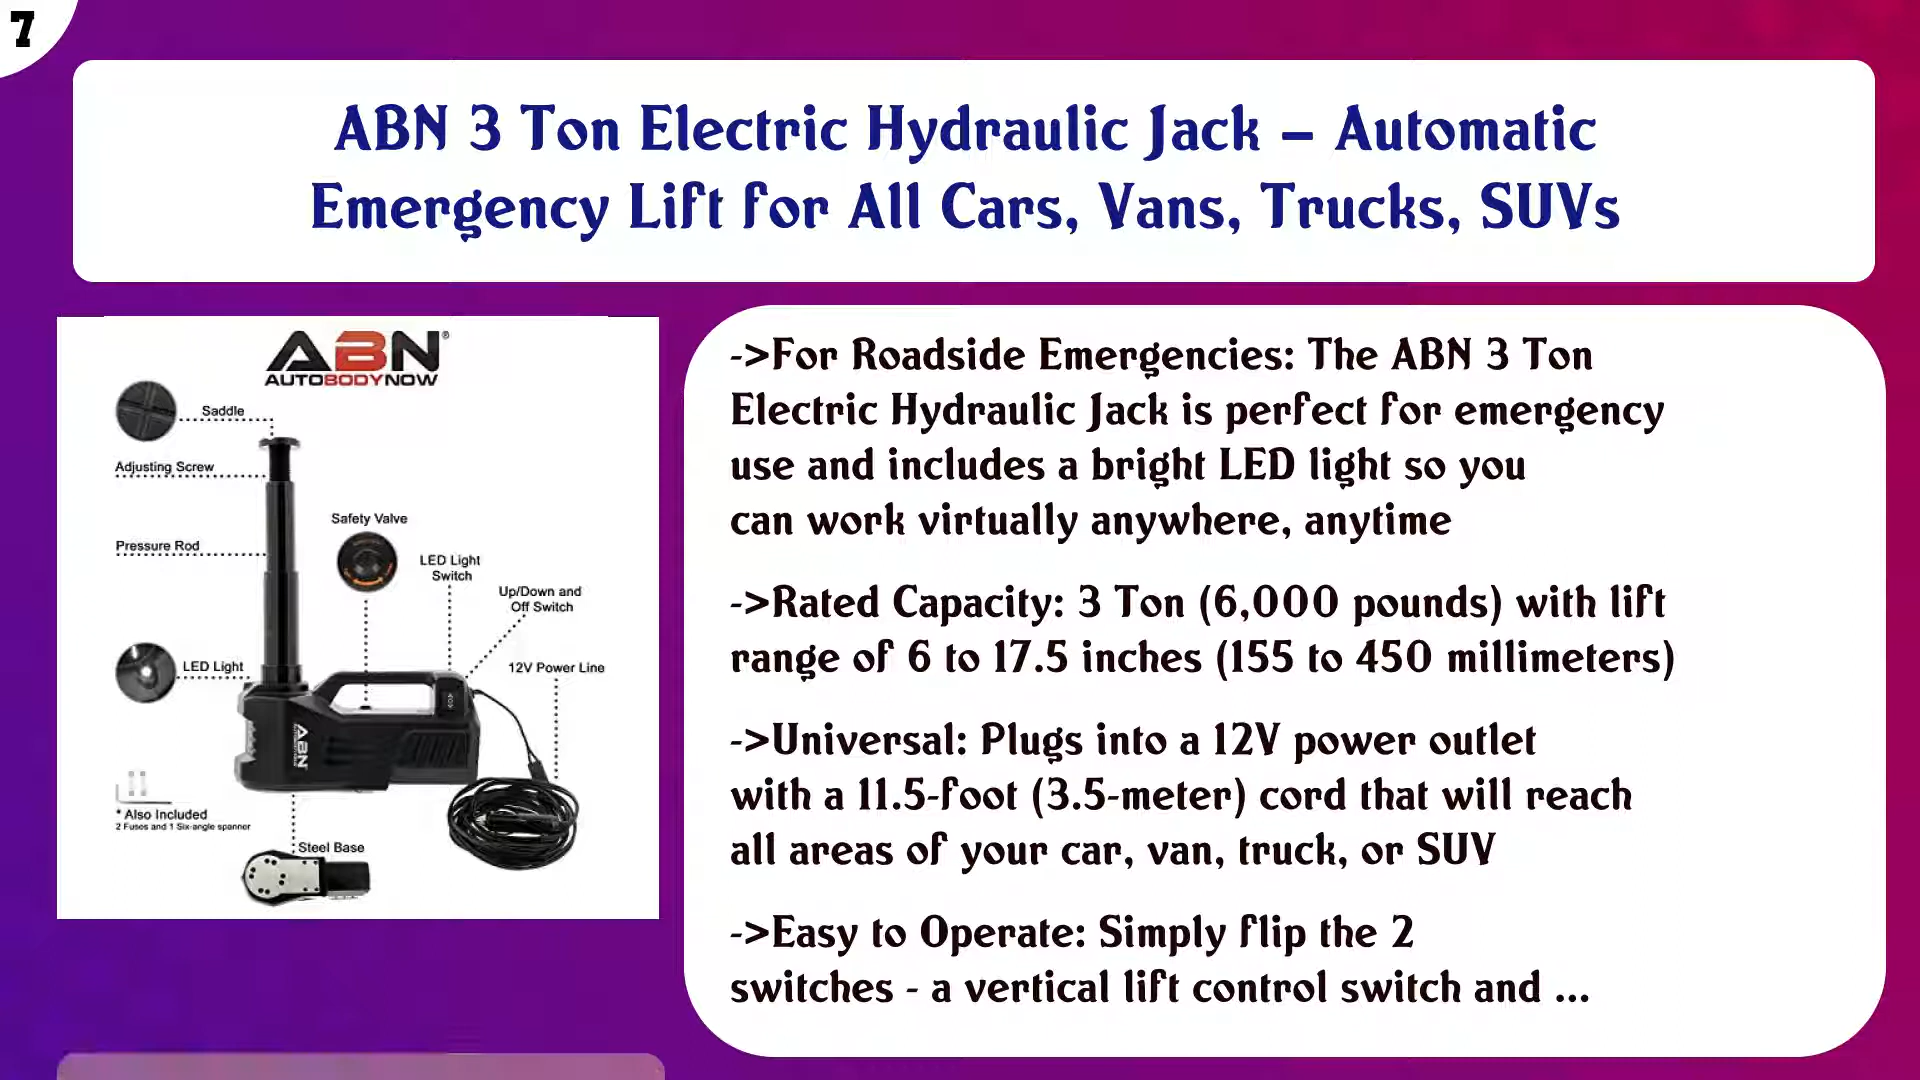 7
ABN 3 Ton Electric Hydraulic Jack – Automatic
Emergency Lift for All Cars, Vans, Trucks, SUVs
ABN®
AUTOBODYNOW
Saddle
Adjusting Screw
Pressure Rod
Safety Valve
LED Light
Switch
Up/Down and
Off Switch
12V Power Line
LED Light
ABN
* Also Included
2 Fuses and 1 Six-angle spanner
Steel Base
->For Roadside Emergencies: The ABN 3 Ton
Electric Hydraulic Jack is perfect for emergency
use and includes a bright LED light so you
can work virtually anywhere, anytime
->Rated Capacity: 3 Ton (6,000 pounds) with lift
range of 6 to 17.5 inches (155 to 450 millimeters)
->Universal: Plugs into a 12V power outlet
with a 11.5-foot (3.5-meter) cord that will reach
all areas of your car, van, truck, or SUV
->Easy to Operate: Simply flip the 2
switches - a vertical lift control switch and ...